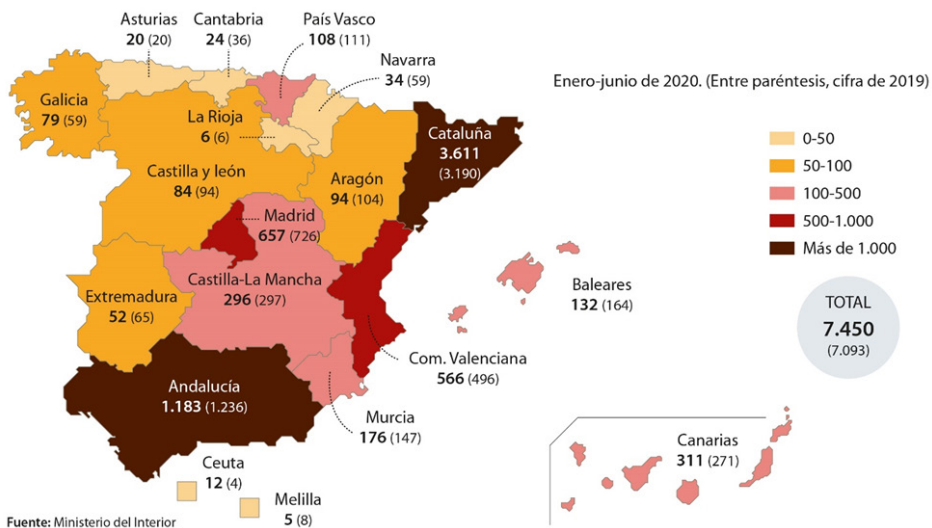 Asturias
20 (20)
Cantabria
24 (36)
País Vasco
108 (111)
Navarra
34 (59)
Enero-junio de 2020. (Entre paréntesis, cifra de 2019)
Galicia
79 (59)
La Rioja
6 (6)
Cataluña
3.611
(3.190)
0-50
50-100
100-500
500-1.000
Más de 1.000
Castilla y león
84 (94)
Aragón
94 (104)
Madrid
657 (726)
Castilla-La Mancha
296 (297)
Extremadura
52 (65)
Baleares
132 (164)
TOTAL
7.450
(7.093)
Com. Valenciana
566 (496)
Andalucía
1.183 (1.236)
Murcia
176 (147)
Canarias
311 (271)
Ceuta
12 (4)
Melilla
5 (8)
Fuente: Ministerio del Interior